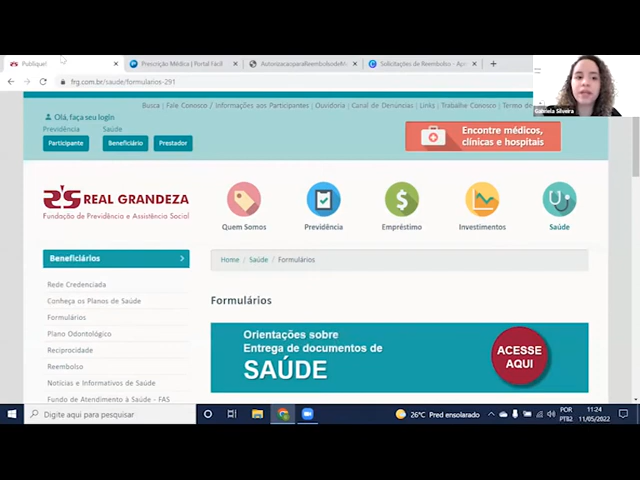 Publique!
Prescrição Médica | Portal Fácil
AutorizacaoparaReembolsodeMe
Solicitações de Reembolso - Apr
frg.com.br/saude/formularios-291
Gabriela Silveira
Busca | Fale Conosco / Informações aos Participantes | Ouvidoria | Canal de Denúncias | Links | Trabalhe Conosco | Termo de
Olá, faça seu login
Previdência
Saúde
Participante
Beneficiário
Prestador
Encontre médicos,
clínicas e hospitais
REAL GRANDEZA
Fundação de Previdência e Assistência Social
Quem Somos
Previdência
Empréstimo
Investimentos
Saúde
Beneficiários
Home / Saúde / Formulários
Rede Credenciada
Conheça os Planos de Saúde
Formulários
Plano Odontológico
Reciprocidade
Reembolso
Notícias e Informativos de Saúde
Fundo de Atendimento à Saúde - FAS
Formulários
Orientações sobre
Entrega de documentos de
SAÚDE
ACESSE
AQUI
Digite aqui para pesquisar
26°C Pred ensolarado
POR
PTB2
11:24
11/05/2022